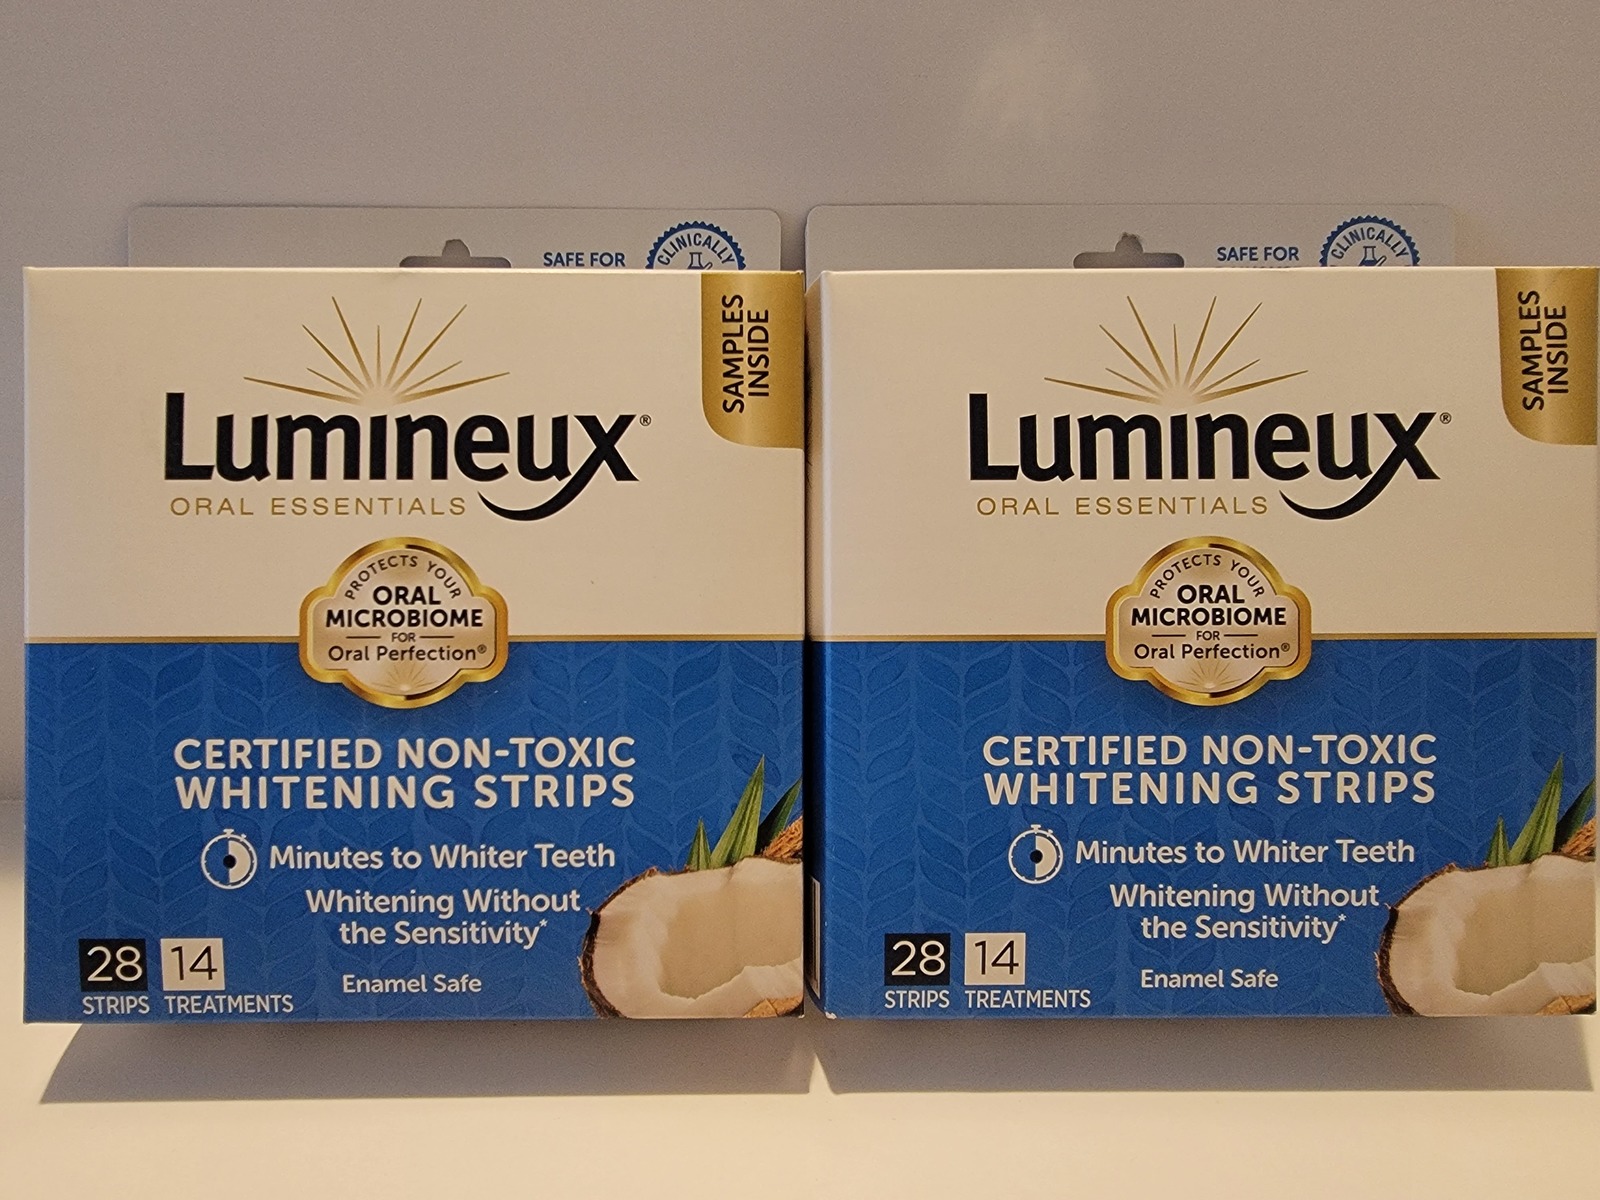 SAFE FOR
CLINICALLY
SAMPLES
INSIDE
Lumineux®
ORAL ESSENTIALS
PROTECTS YOUR
ORAL
MICROBIOME
FOR
Oral Perfection®
CERTIFIED NON-TOXIC
WHITENING STRIPS
Minutes to Whiter Teeth
Whitening Without
the Sensitivity*
28
STRIPS
14
TREATMENTS
Enamel Safe
SAFE FOR
CLINICALLY
SAMPLES
INSIDE
Lumineux®
ORAL ESSENTIALS
PROTECTS YOUR
ORAL
MICROBIOME
FOR
Oral Perfection®
CERTIFIED NON-TOXIC
WHITENING STRIPS
Minutes to Whiter Teeth
Whitening Without
the Sensitivity*
28
STRIPS
14
TREATMENTS
Enamel Safe